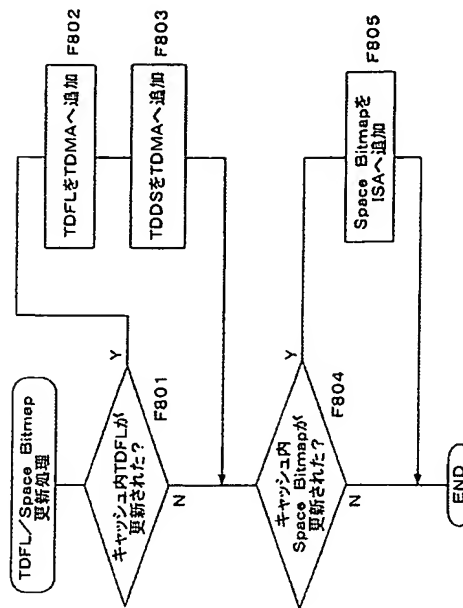 TDFL／Space Bitmap
更新処理
キャッシュ内TDFLが
更新された？
F801
Y
N
TDFLをTDMAへ追加
F802
TDDSをTDMAへ追加
F803
キャッシュ内
Space Bitmapが
更新された？
F804
Y
N
Space Bitmapを
ISAへ追加
F805
END